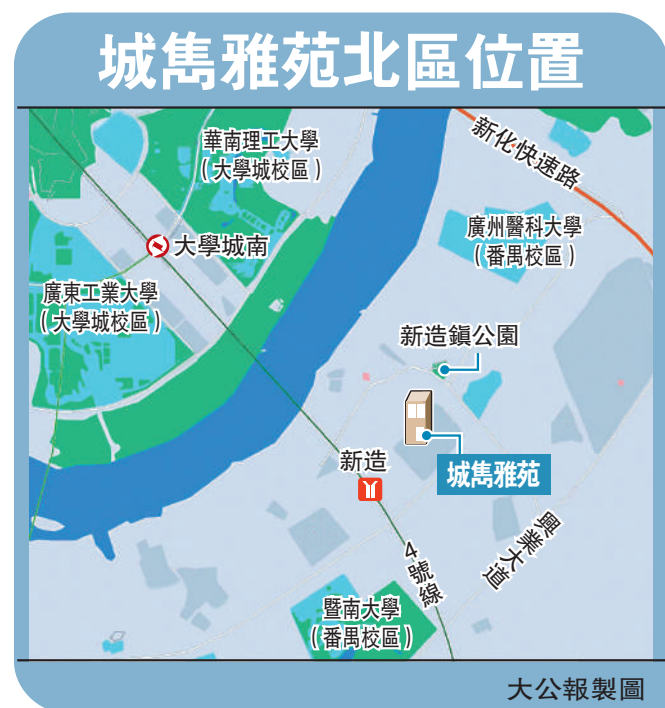 城雋雅苑北區位置
華南理工大學
（大學城校區）
新化快速路
大學城南
廣州醫科大學
（番禺校區）
廣東工業大學
（大學城校區）
新造鎮公園
新造
城雋雅苑
4號線
興業大道
暨南大學
（番禺校區）
大公報製圖